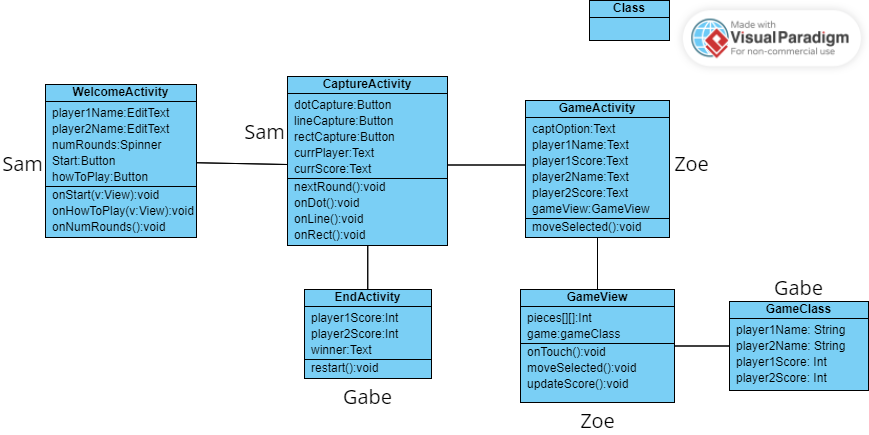 Class
Made with
VisualParadigm
For non-commercial use
WelcomeActivity
player1Name:EditText
player2Name:EditText
numRounds:Spinner
Start:Button
howToPlay:Button
onStart(v:View):void
onHowToPlay(v:View):void
onNumRounds():void
Sam
CaptureActivity
dotCapture:Button
lineCapture:Button
rectCapture:Button
currPlayer:Text
currScore:Text
nextRound():void
onDot():void
onLine():void
onRect():void
Sam
GameActivity
captOption:Text
player1Name:Text
player1Score:Text
player2Name:Text
player2Score:Text
gameView:GameView
moveSelected():void
Zoe
EndActivity
player1Score:Int
player2Score:Int
winner:Text
restart():void
Gabe
GameView
pieces[][]:Int
game:gameClass
onTouch():void
moveSelected():void
updateScore():void
Zoe
Gabe
GameClass
player1Name: String
player2Name: String
player1Score: Int
player2Score: Int